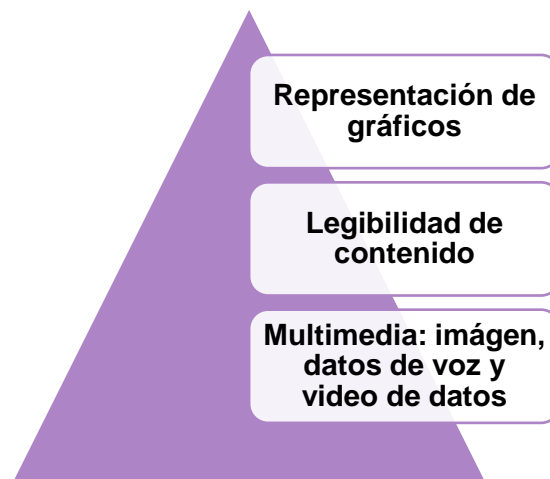 Representación de
gráficos
Legibilidad de
contenido
Multimedia: imágen,
datos de voz y
video de datos